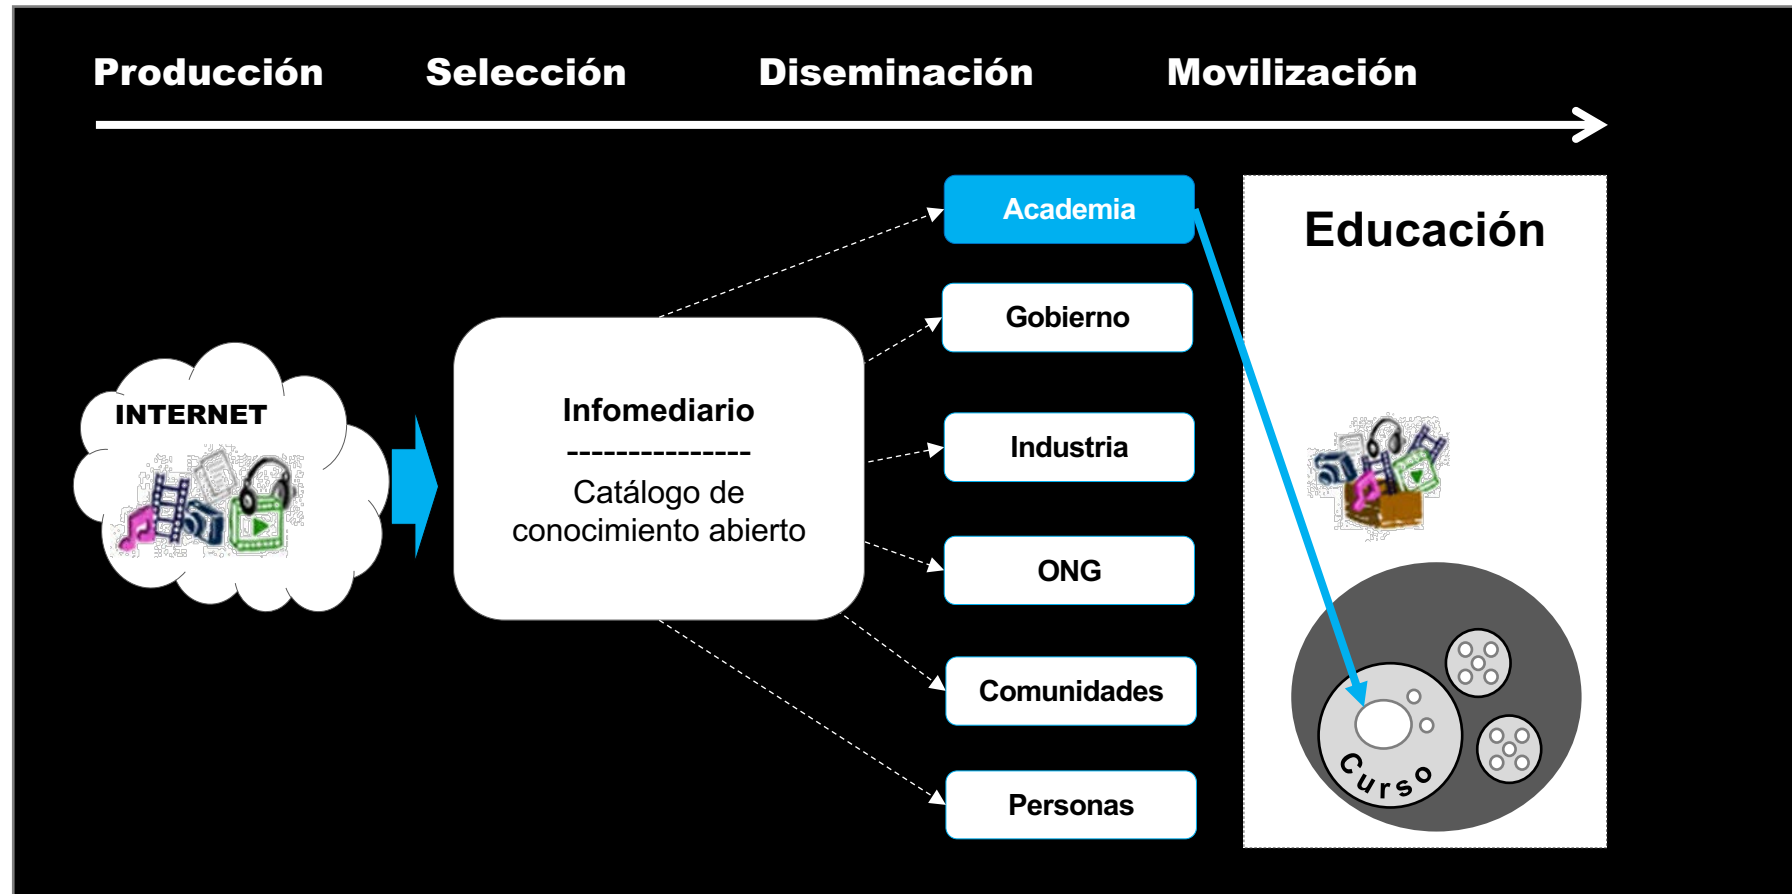 Producción Selección Diseminación Movilización
Academia
Educación
Gobierno
INTERNET
Infomediario
---------------
Catálogo de
conocimiento abierto
Industria
ONG
Comunidades
Personas
Curso